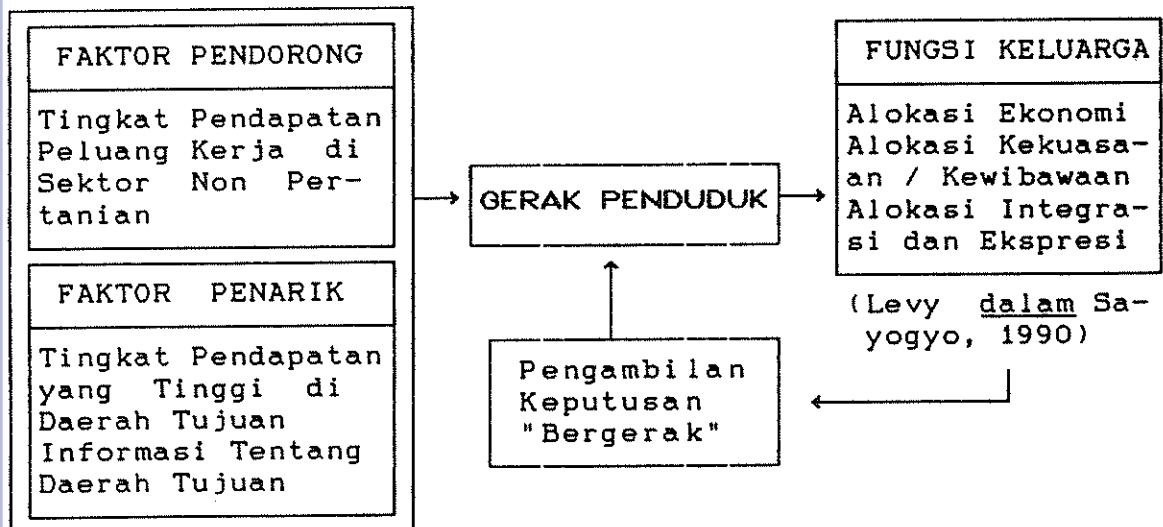 FAKTOR PENDORONG
Tingkat Pendapatan
Peluang Kerja di
Sektor Non Per-
tanian
FAKTOR PENARIK
Tingkat Pendapatan
yang Tinggi di
Daerah Tujuan
Informasi Tentang
Daerah Tujuan
GERAK PENDUDUK
Pengambilan
Keputusan
"Bergerak"
FUNGSI KELUARGA
Alokasi Ekonomi
Alokasi Kekuasa-
an / Kewibawaan
Alokasi Integra-
si dan Ekspresi
(Levy dalam Sa-
yogyo, 1990)